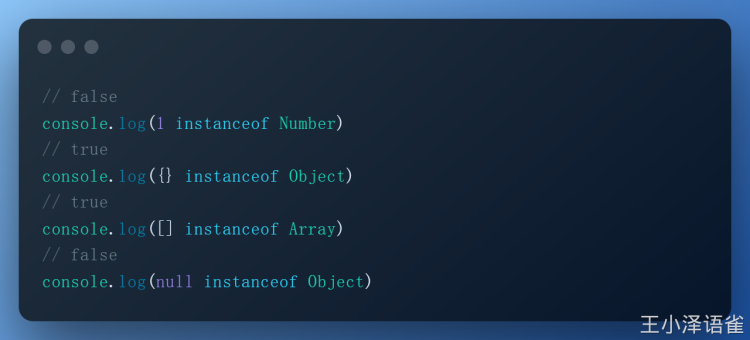 // false
console.log(1 instanceof Number)
// true
console.log({} instanceof Object)
// true
console.log([] instanceof Array)
// false
console.log(null instanceof Object)
王小泽语雀